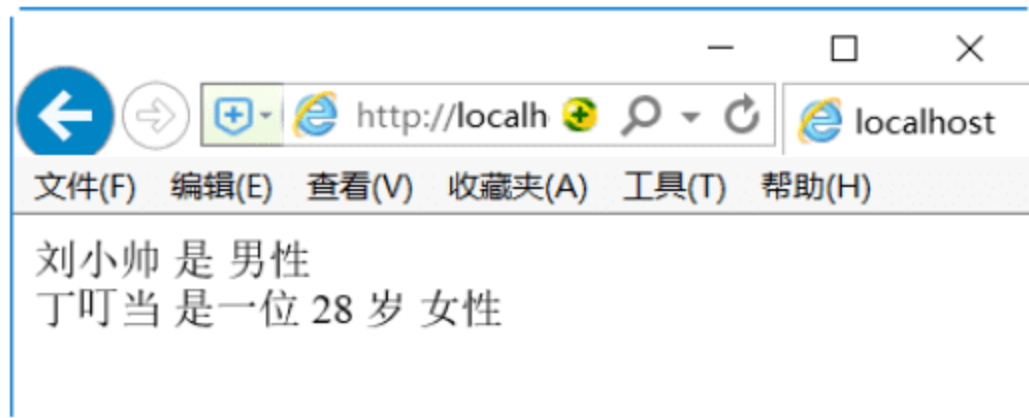 http://localh
localhost
文件(F) 编辑(E) 查看(V) 收藏夹(A) 工具(T) 帮助(H)
刘小帅 是 男性
丁叮当 是一位 28 岁 女性